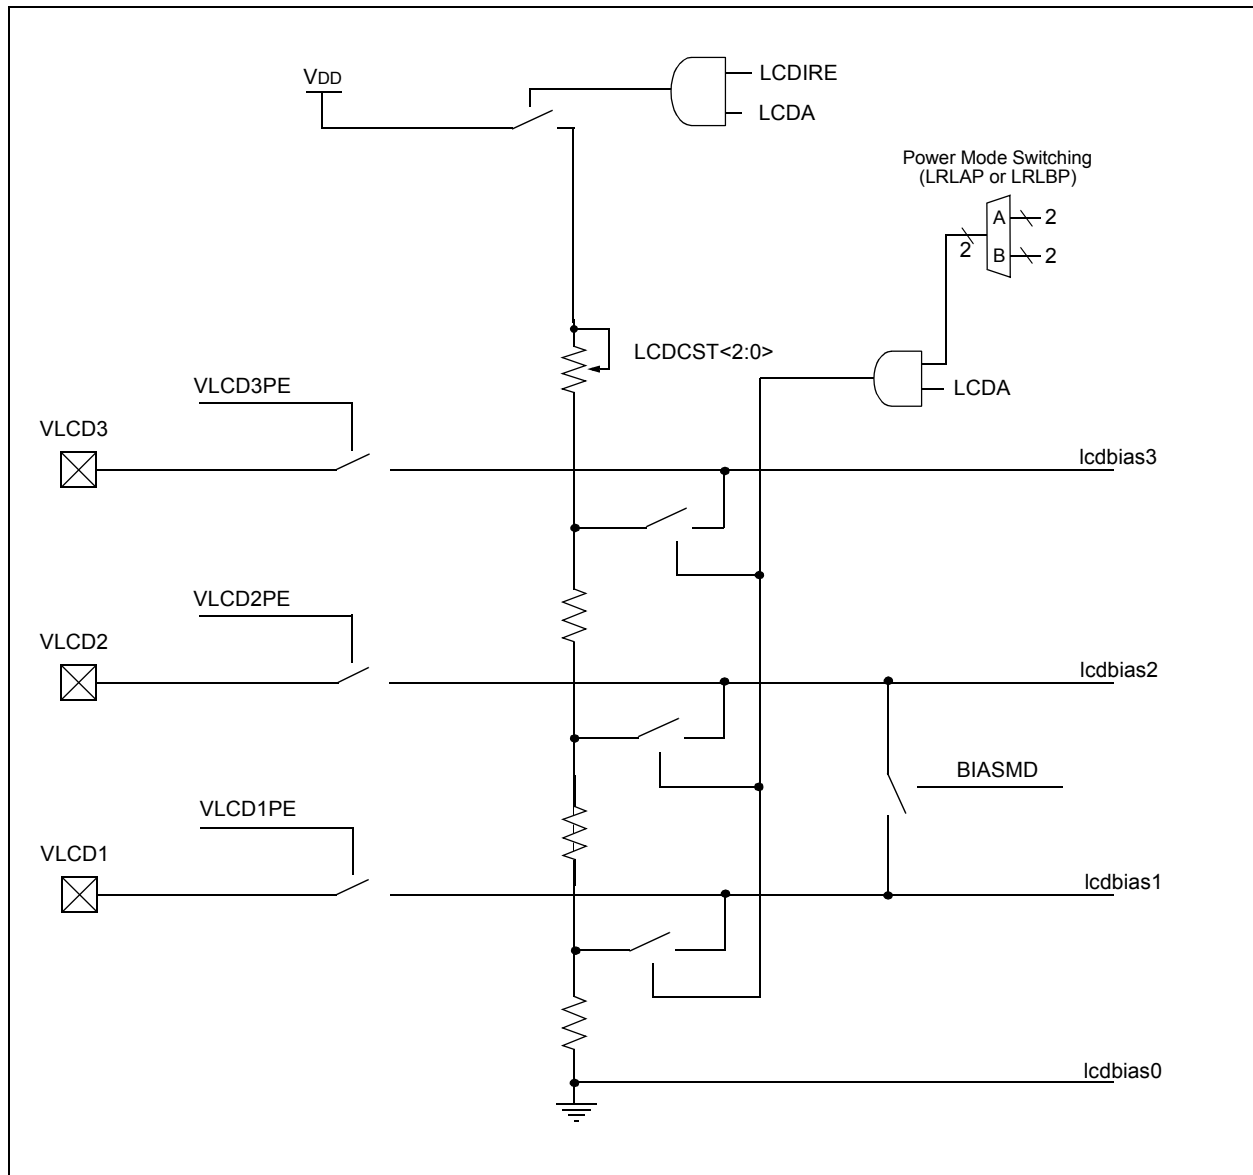 VDD
LCDIRE
LCDA
Power Mode Switching
(LRLAP or LRLBP)
A
2
2
B
2
LCDCST<2:0>
LCDA
VLCD3PE
VLCD3
lcdbias3
VLCD2PE
VLCD2
lcdbias2
BIASMD
VLCD1PE
VLCD1
lcdbias1
lcdbias0